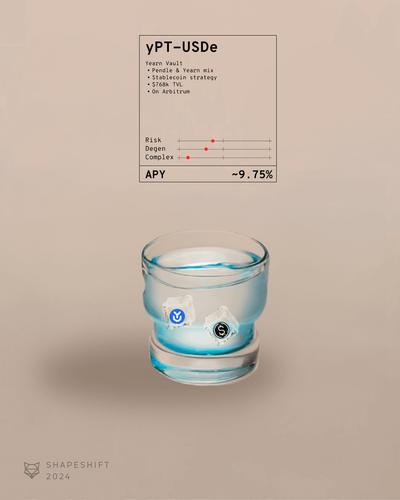 yPT-USDe
Yearn Vault
• Pendle & Yearn mix
• Stablecoin strategy
• $768k TVL
• On Arbitrum
Risk
Degen
Complex
APY ~9.75%
SHAPESHIFT
2024